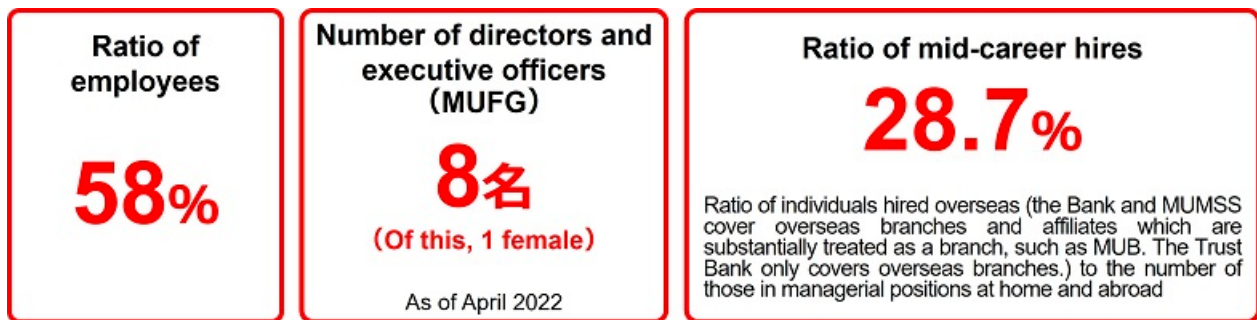 Ratio of
employees
58%
Number of directors and
executive officers
（MUFG）
8名
（Of this, 1 female）
As of April 2022
Ratio of mid-career hires
28.7%
Ratio of individuals hired overseas (the Bank and MUMSS
cover overseas branches and affiliates which are
substantially treated as a branch, such as MUB. The Trust
Bank only covers overseas branches.) to the number of
those in managerial positions at home and abroad